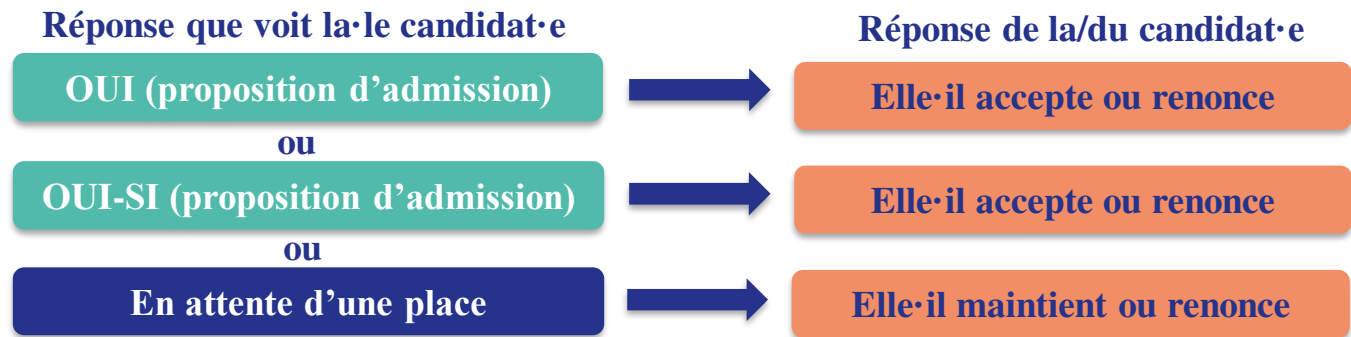 Réponse que voit la·le candidat·e
Réponse de la/du candidat·e
OUI (proposition d’admission)
Elle·il accepte ou renonce
ou
OUI-SI (proposition d’admission)
Elle·il accepte ou renonce
ou
En attente d’une place
Elle·il maintient ou renonce